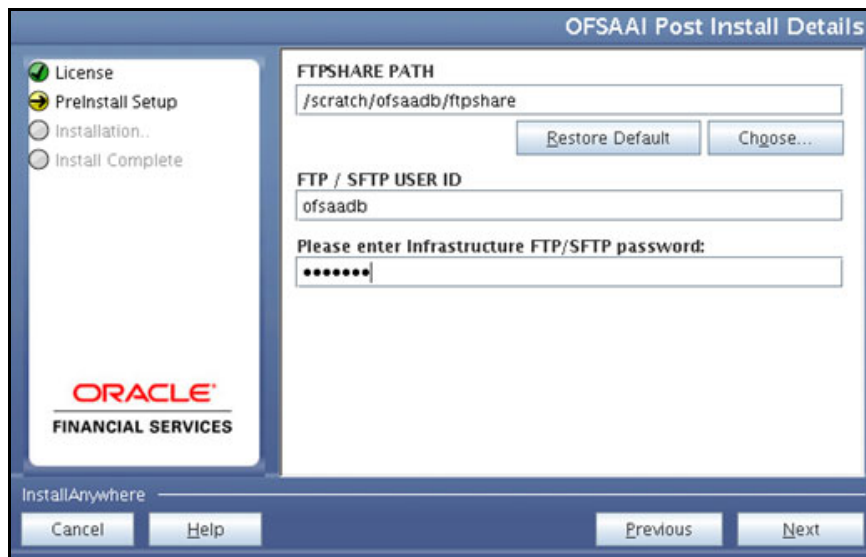 OFSAAI Post Install Details
License
PreInstall Setup
Installation..
Install Complete
ORACLE
FINANCIAL SERVICES
FTPSHARE PATH
/scratch/ofsaadb/ftpshare
Restore Default
Choose...
FTP / SFTP USER ID
ofsaadb
Please enter Infrastructure FTP/SFTP password:
•••••••
InstallAnywhere
Cancel
Help
Previous
Next